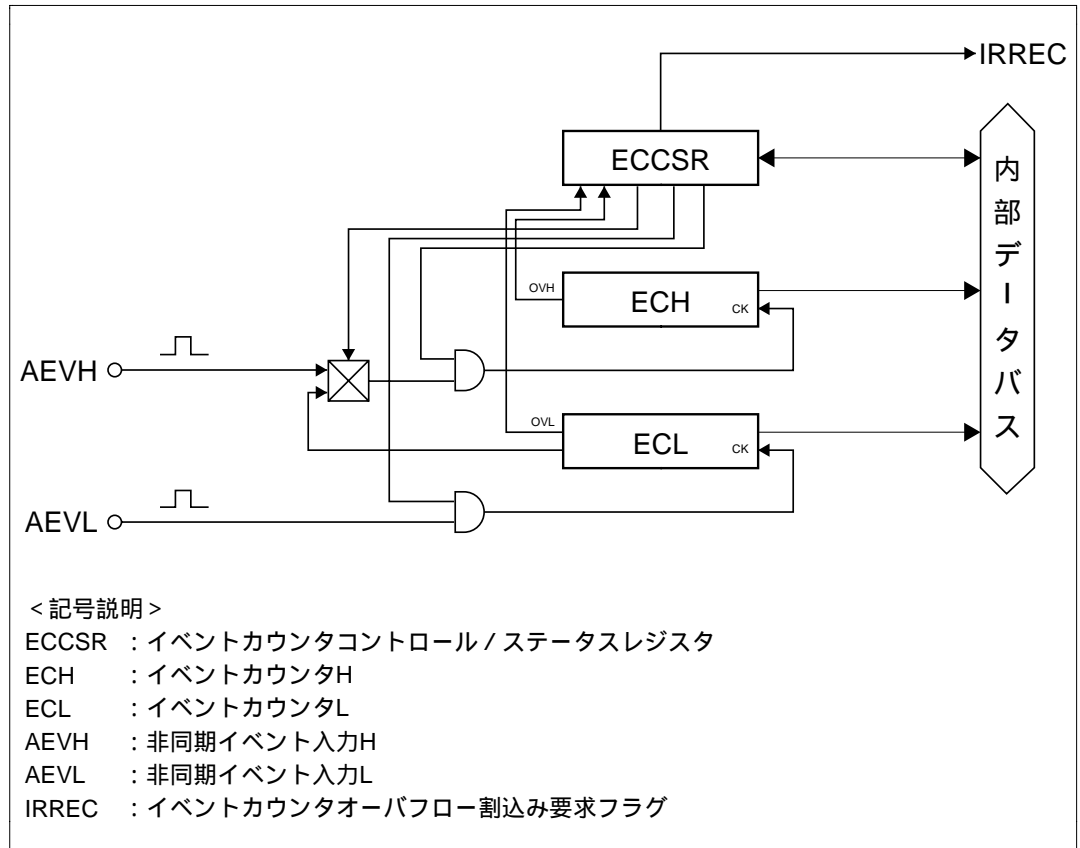 IRREC
ECCSR
内部データバス
OVH
ECH
CK
AEVH
OVL
ECL
CK
AEVL
<記号説明>
ECCSR :イベントカウンタコントロール/ステータスレジスタ
ECH :イベントカウンタH
ECL :イベントカウンタL
AEVH :非同期イベント入力H
AEVL :非同期イベント入力L
IRREC :イベントカウンタオーバフロー割込み要求フラグ